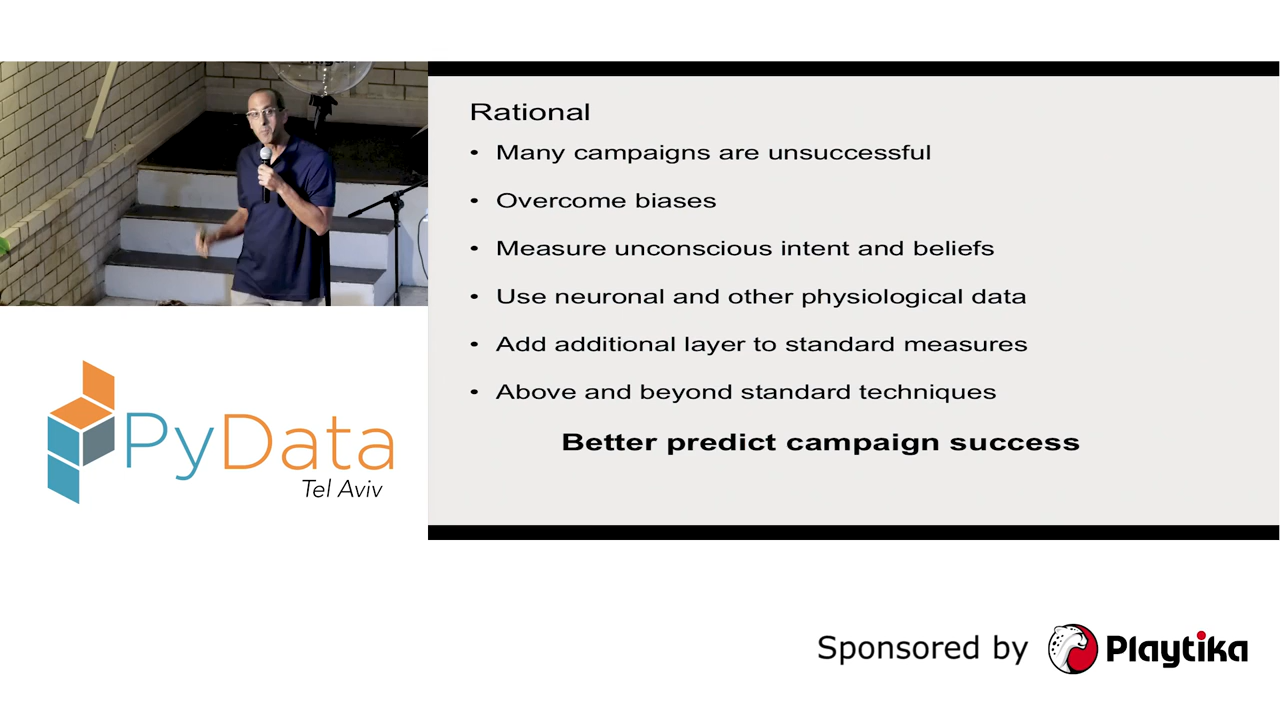 Rational
• Many campaigns are unsuccessful
• Overcome biases
• Measure unconscious intent and beliefs
• Use neuronal and other physiological data
• Add additional layer to standard measures
• Above and beyond standard techniques
Better predict campaign success
PyData
Tel Aviv
Sponsored by Playtika